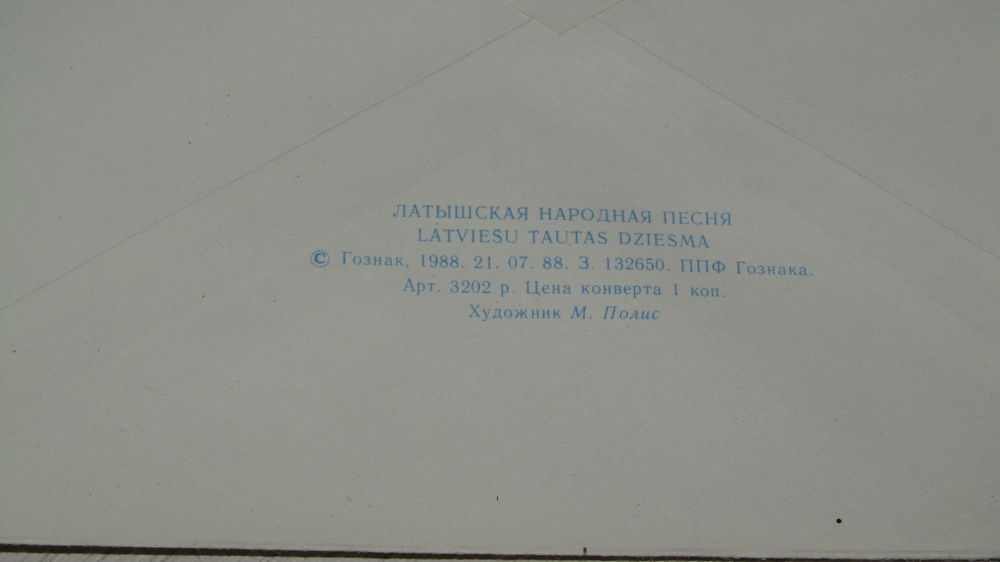 ЛАТЫШСКАЯ НАРОДНАЯ ПЕСНЯ
LATVIEŠU TAUTAS DZIESMA
© Гознак, 1988. 21. 07. 88. З. 132650. ППФ Гознака.
Арт. 3202 р. Цена конверта 1 коп.
Художник М. Полис